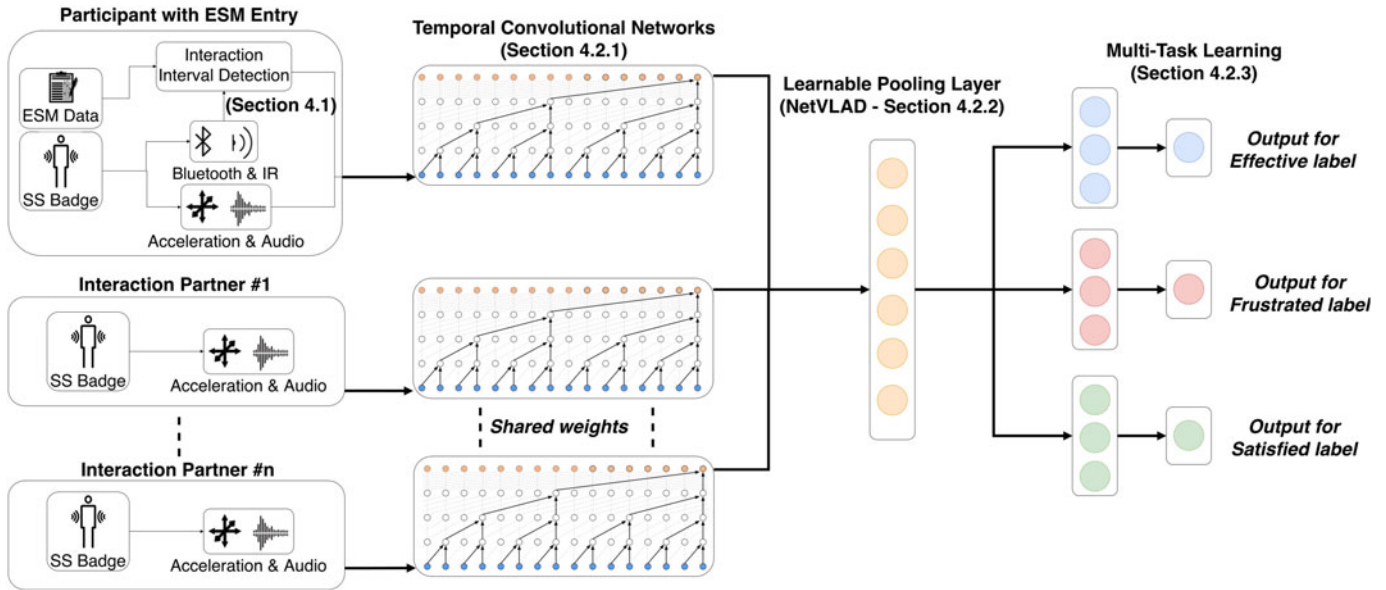 Participant with ESM Entry
Interaction
Interval Detection
(Section 4.1)
ESM Data
SS Badge
Bluetooth & IR
Acceleration & Audio
Interaction Partner #1
SS Badge
Acceleration & Audio
Interaction Partner #n
SS Badge
Acceleration & Audio
Temporal Convolutional Networks
(Section 4.2.1)
Shared weights
Learnable Pooling Layer
(NetVLAD - Section 4.2.2)
Multi-Task Learning
(Section 4.2.3)
Output for
Effective label
Output for
Frustrated label
Output for
Satisfied label